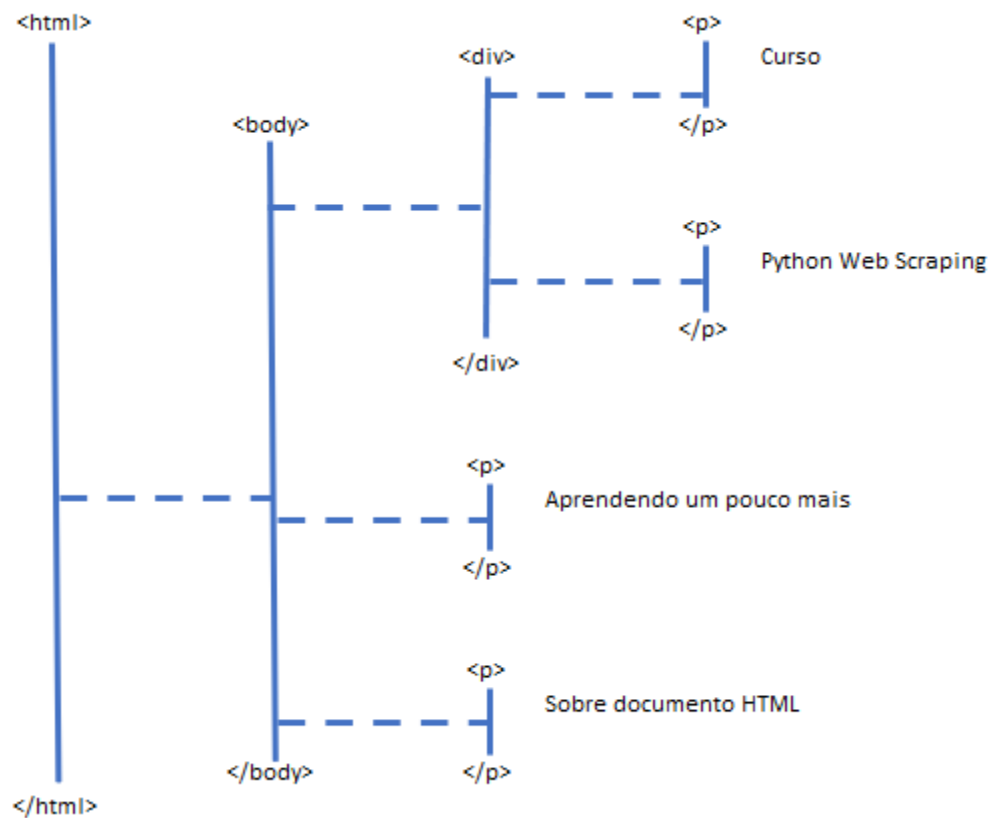 <html>
<body>
<div>
<p>
Curso
</p>
<p>
Python Web Scraping
</p>
</div>
<p>
Aprendendo um pouco mais
</p>
<p>
Sobre documento HTML
</p>
</body>
</html>